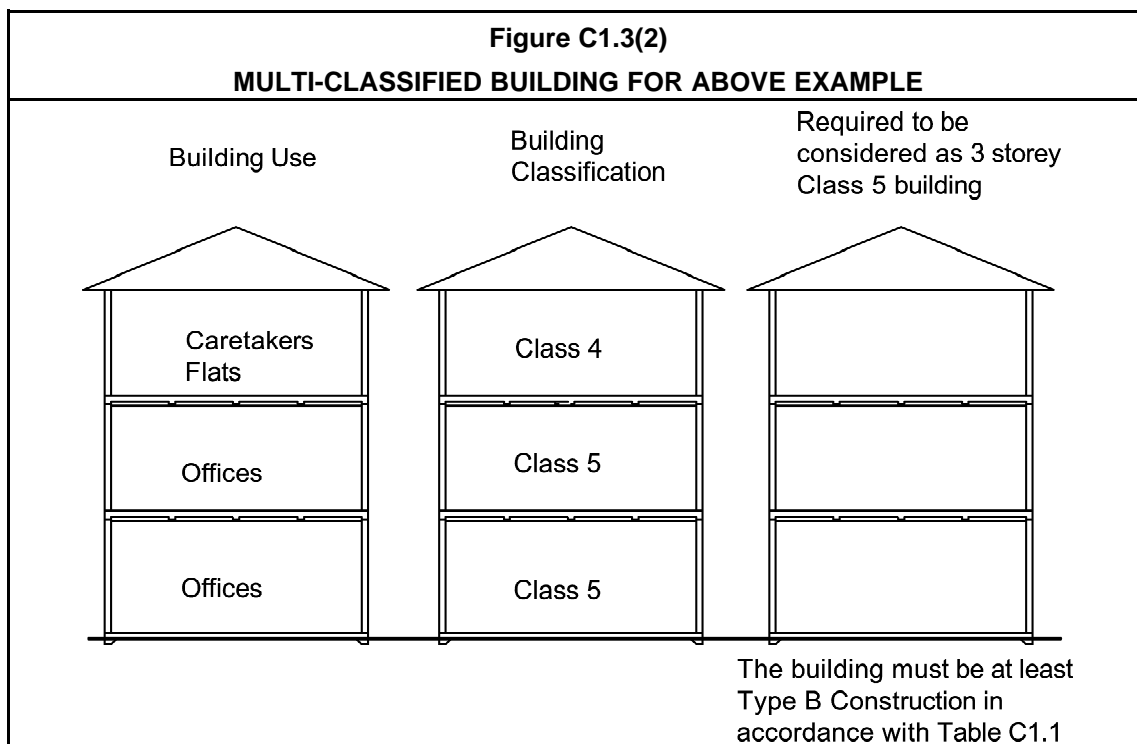 Figure C1.3(2)
MULTI-CLASSIFIED BUILDING FOR ABOVE EXAMPLE
Building Use
Building
Classification
Required to be
considered as 3 storey
Class 5 building
Caretakers
Flats
Class 4
Offices
Class 5
Offices
Class 5
The building must be at least
Type B Construction in
accordance with Table C1.1